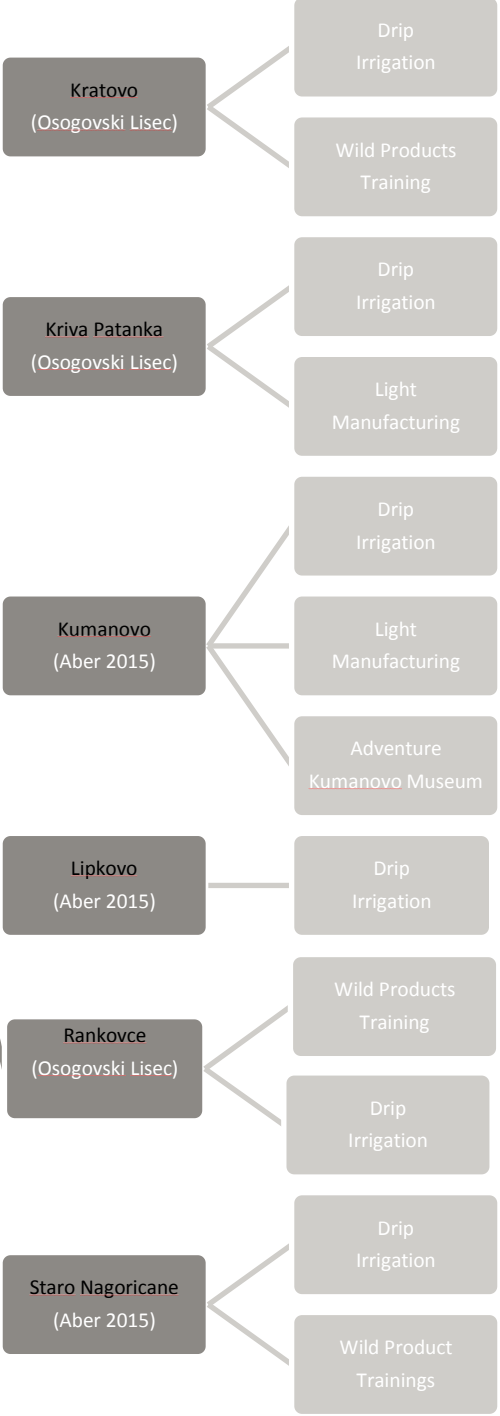 Kratovo
(Osogovski Lisec)
Drip
Irrigation
Wild Products
Training
Kriva Patanka
(Osogovski Lisec)
Drip
Irrigation
Light
Manufacturing
Kumanovo
(Aber 2015)
Drip
Irrigation
Light
Manufacturing
Adventure
Kumanovo Museum
Lipkovo
(Aber 2015)
Drip
Irrigation
Rankovce
(Osogovski Lisec)
Wild Products
Training
Drip
Irrigation
Staro Nagoricane
(Aber 2015)
Drip
Irrigation
Wild Product
Trainings